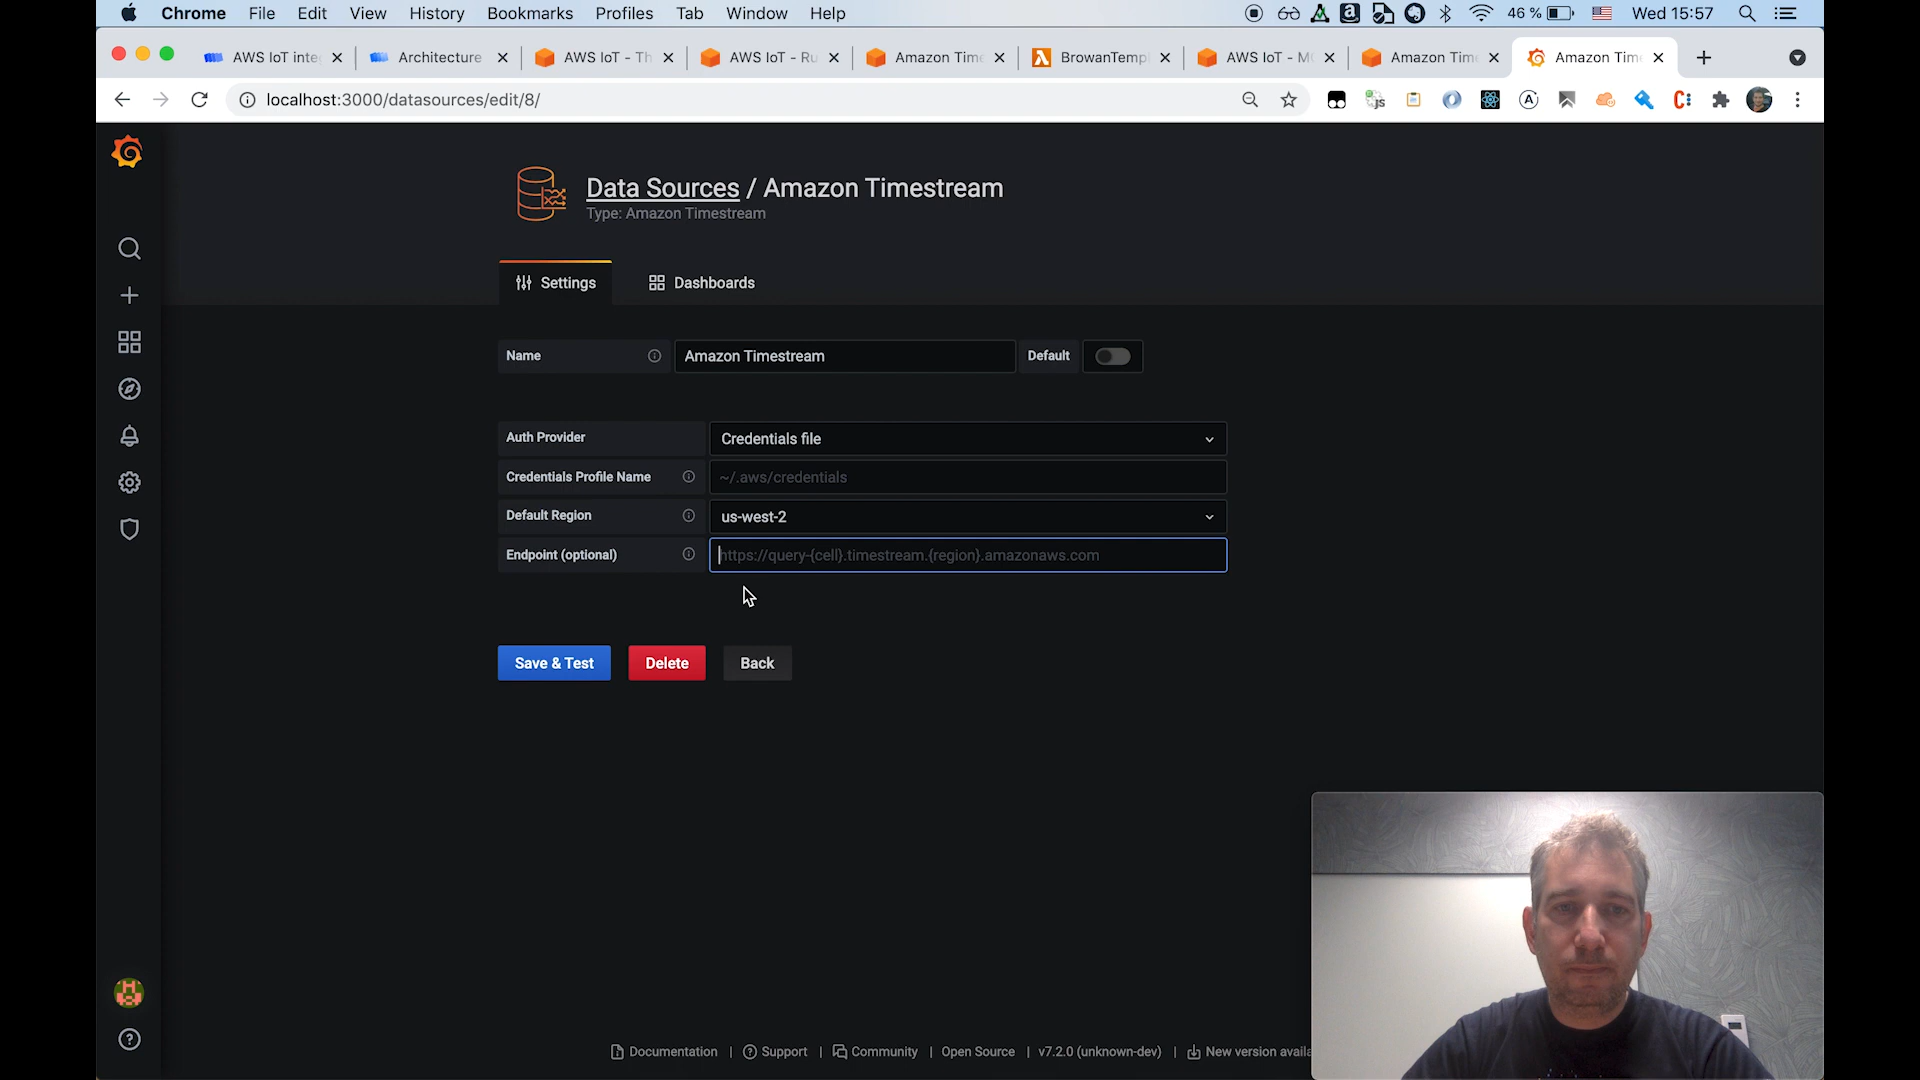 Chrome File Edit View History Bookmarks Profiles Tab Window Help 46 % Wed 15:57
AWS IoT inte Architecture AWS IoT - Th AWS IoT - Ru Amazon Time BrowanTempl AWS IoT - M Amazon Tim Amazon Tim
localhost:3000/datasources/edit/8/
Data Sources / Amazon Timestream
Type: Amazon Timestream
Settings Dashboards
Name Amazon Timestream Default
Auth Provider Credentials file
Credentials Profile Name ~/.aws/credentials
Default Region us-west-2
Endpoint (optional) https://query-{cell}.timestream.{region}.amazonaws.com
Save & Test Delete Back
Documentation | Support | Community | Open Source | v7.2.0 (unknown-dev) | New version availa